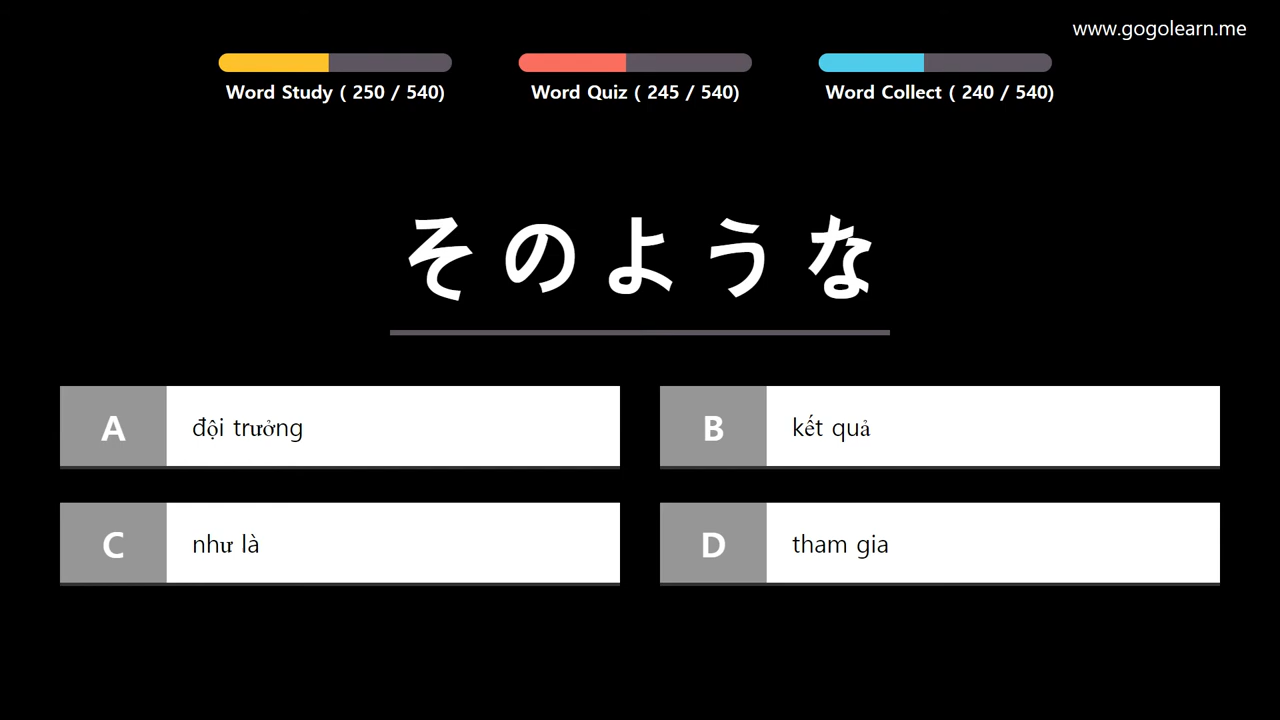 www.gogolearn.me
Word Study ( 250 / 540)
Word Quiz ( 245 / 540)
Word Collect ( 240 / 540)
そのような
A
đội trưởng
B
kết quả
C
như là
D
tham gia